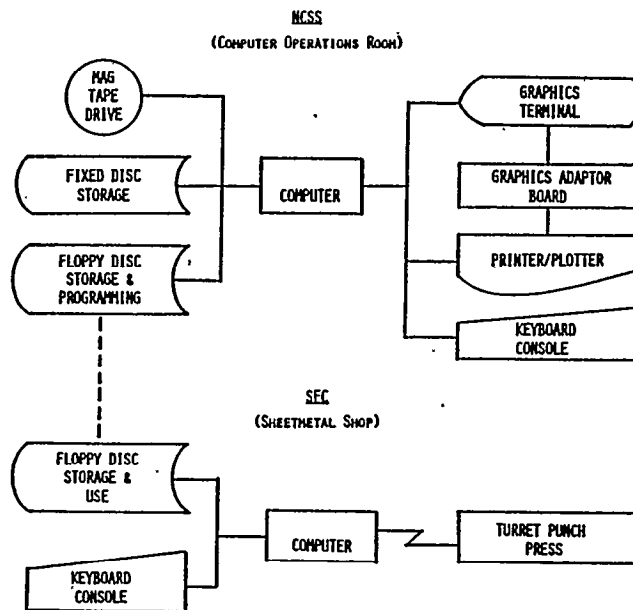 NCSS
(COMPUTER OPERATIONS ROOM)
MAG
TAPE
DRIVE
GRAPHICS
TERMINAL
FIXED DISC
STORAGE
COMPUTER
GRAPHICS ADAPTOR
BOARD
FLOPPY DISC
STORAGE &
PROGRAMMING
PRINTER/PLOTTER
KEYBOARD
CONSOLE
SFC
(SHEETMETAL SHOP)
FLOPPY DISC
STORAGE &
USE
COMPUTER
TURRET PUNCH
PRESS
KEYBOARD
CONSOLE